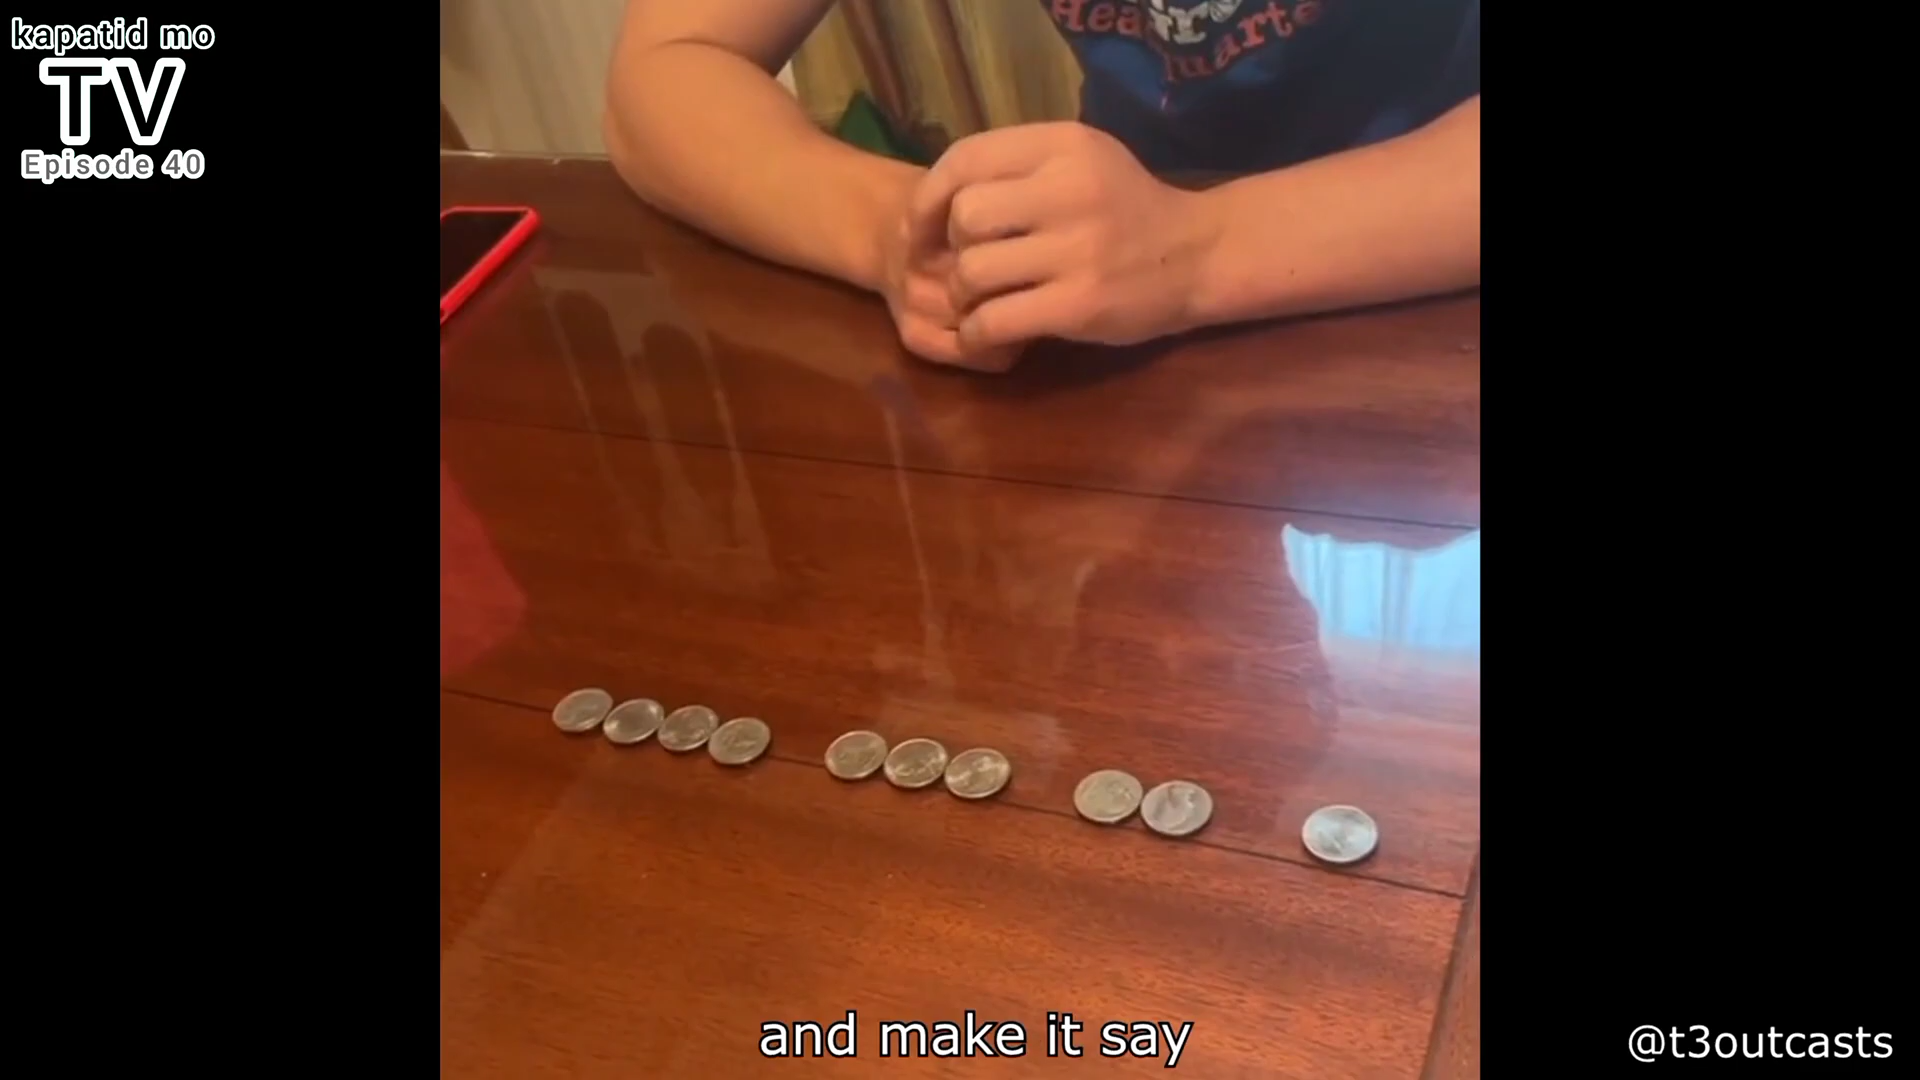 kapatid mo
TV
Episode 40
and make it say
@t3outcasts